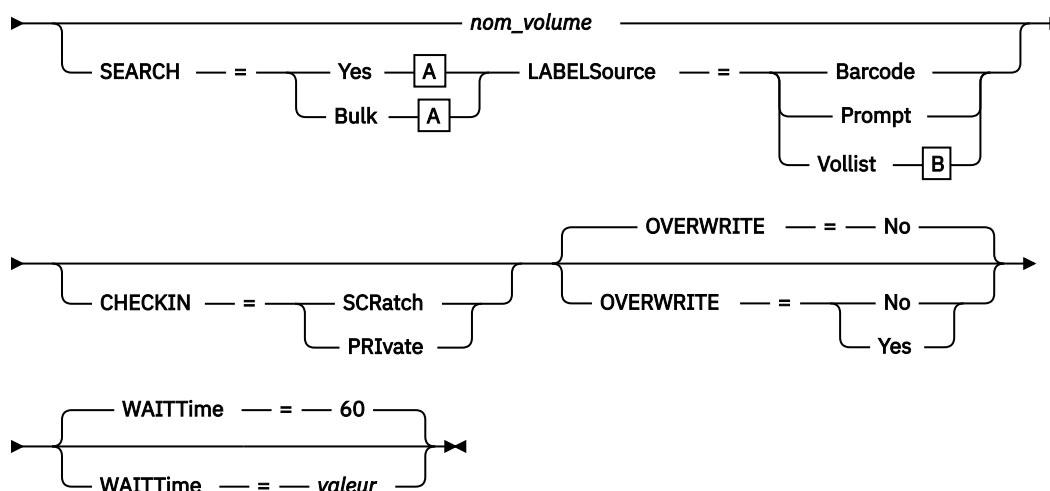 nom_volume
SEARCH = Yes A LABELSource = Barcode
Bulk A Prompt
Vollist B
OVERWRITE = No
CHECKIN = SCRatch OVERWRITE = No
PRIvate Yes
WAITTime = 60
WAITTime = valeur